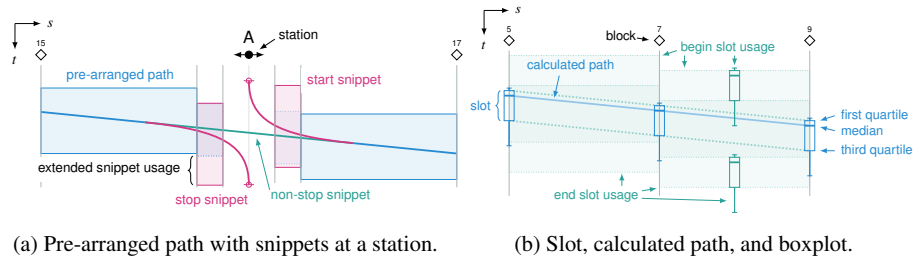 s
t
15
A
station
17
pre-arranged path
start snippet
extended snippet usage
stop snippet
non-stop snippet
(a) Pre-arranged path with snippets at a station.
s
t
5
block
7
9
begin slot usage
calculated path
slot
first quartile
median
third quartile
end slot usage
(b) Slot, calculated path, and boxplot.